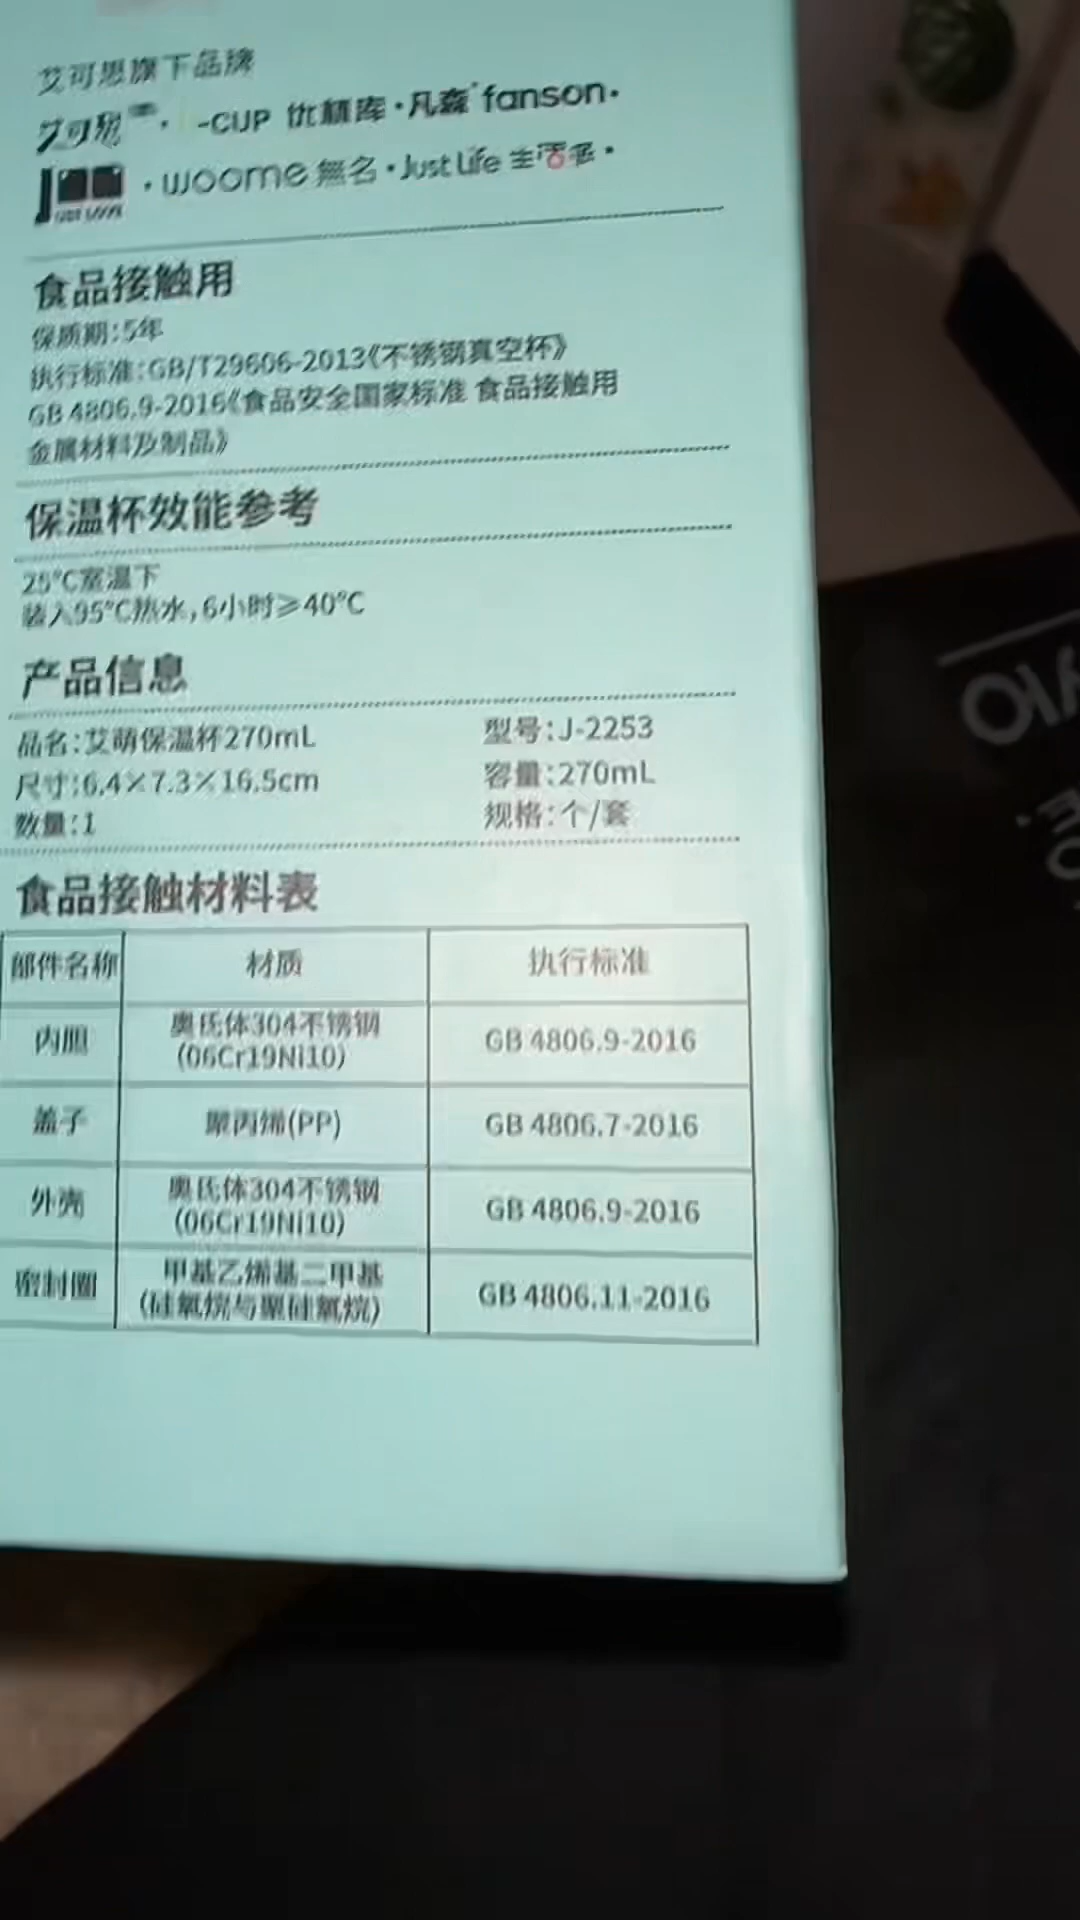 艾可思旗下品牌
艾可思 · -CUP 优杯库·凡森 fanson·
· woome 無名·Just Life 生活派·
食品接触用
保质期:5年
执行标准:GB/T29606-2013《不锈钢真空杯》
GB 4806.9-2016《食品安全国家标准 食品接触用
金属材料及制品》
保温杯效能参考
25°C室温下
装入95°C热水,6小时≥40°C
产品信息
品名:艾萌保温杯270mL 型号:J-2253
尺寸:6.4×7.3×16.5cm 容量:270mL
数量:1 规格:个/套
食品接触材料表
部件名称 材质 执行标准
内胆 奥氏体304不锈钢 (06Cr19Ni10) GB 4806.9-2016
盖子 聚丙烯(PP) GB 4806.7-2016
外壳 奥氏体304不锈钢 (06Cr19Ni10) GB 4806.9-2016
密封圈 甲基乙烯基二甲基 (硅氧烷与聚硅氧烷) GB 4806.11-2016